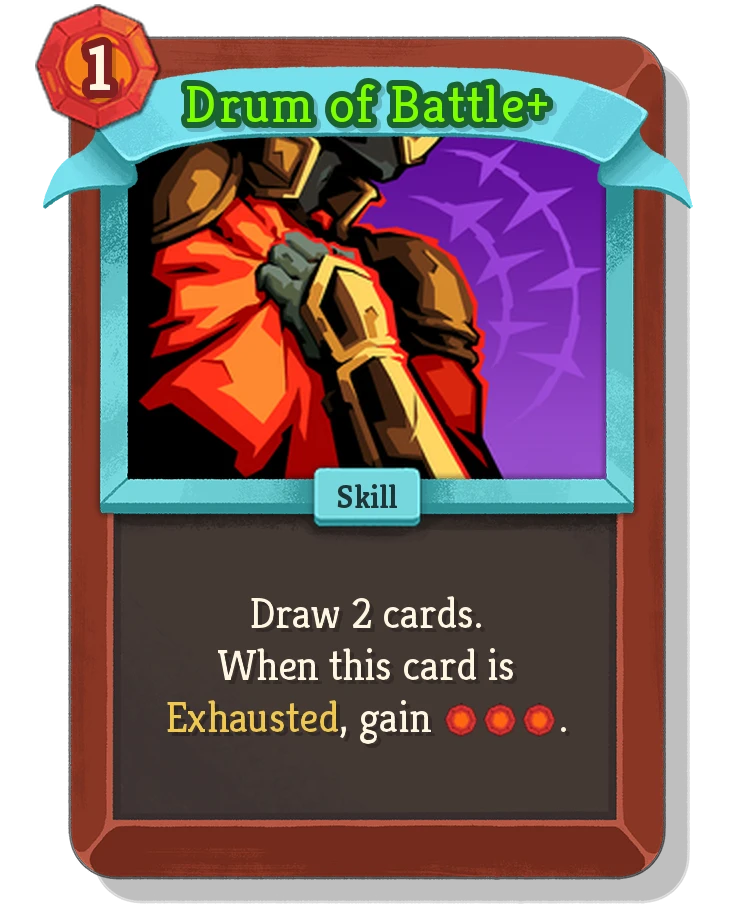 1
Drum of Battle+
Skill
Draw 2 cards.
When this card is
Exhausted, gain .